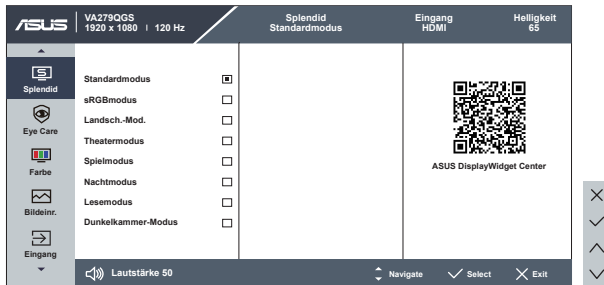 ASUS
VA279QGS
1920 x 1080 | 120 Hz
Splendid
Standardmodus
Eingang
HDMI
Helligkeit
65
Splendid
Eye Care
Farbe
Bildeinr.
Eingang
Standardmodus
sRGBmodus
Landsch.-Mod.
Theatermodus
Spielmodus
Nachtmodus
Lesemodus
Dunkelkammer-Modus
ASUS DisplayWidget Center
Lautstärke 50
Navigate
Select
Exit